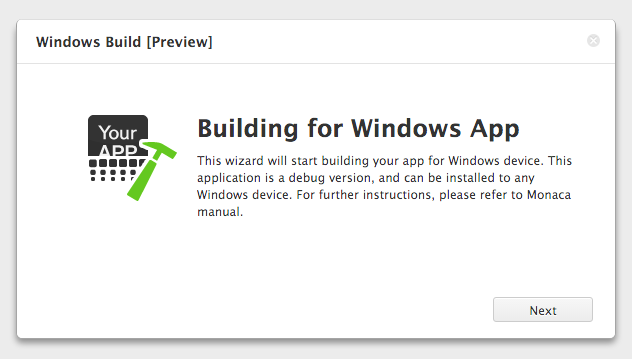 Windows Build [Preview]
Your
APP
Building for Windows App
This wizard will start building your app for Windows device. This
application is a debug version, and can be installed to any
Windows device. For further instructions, please refer to Monaca
manual.
Next